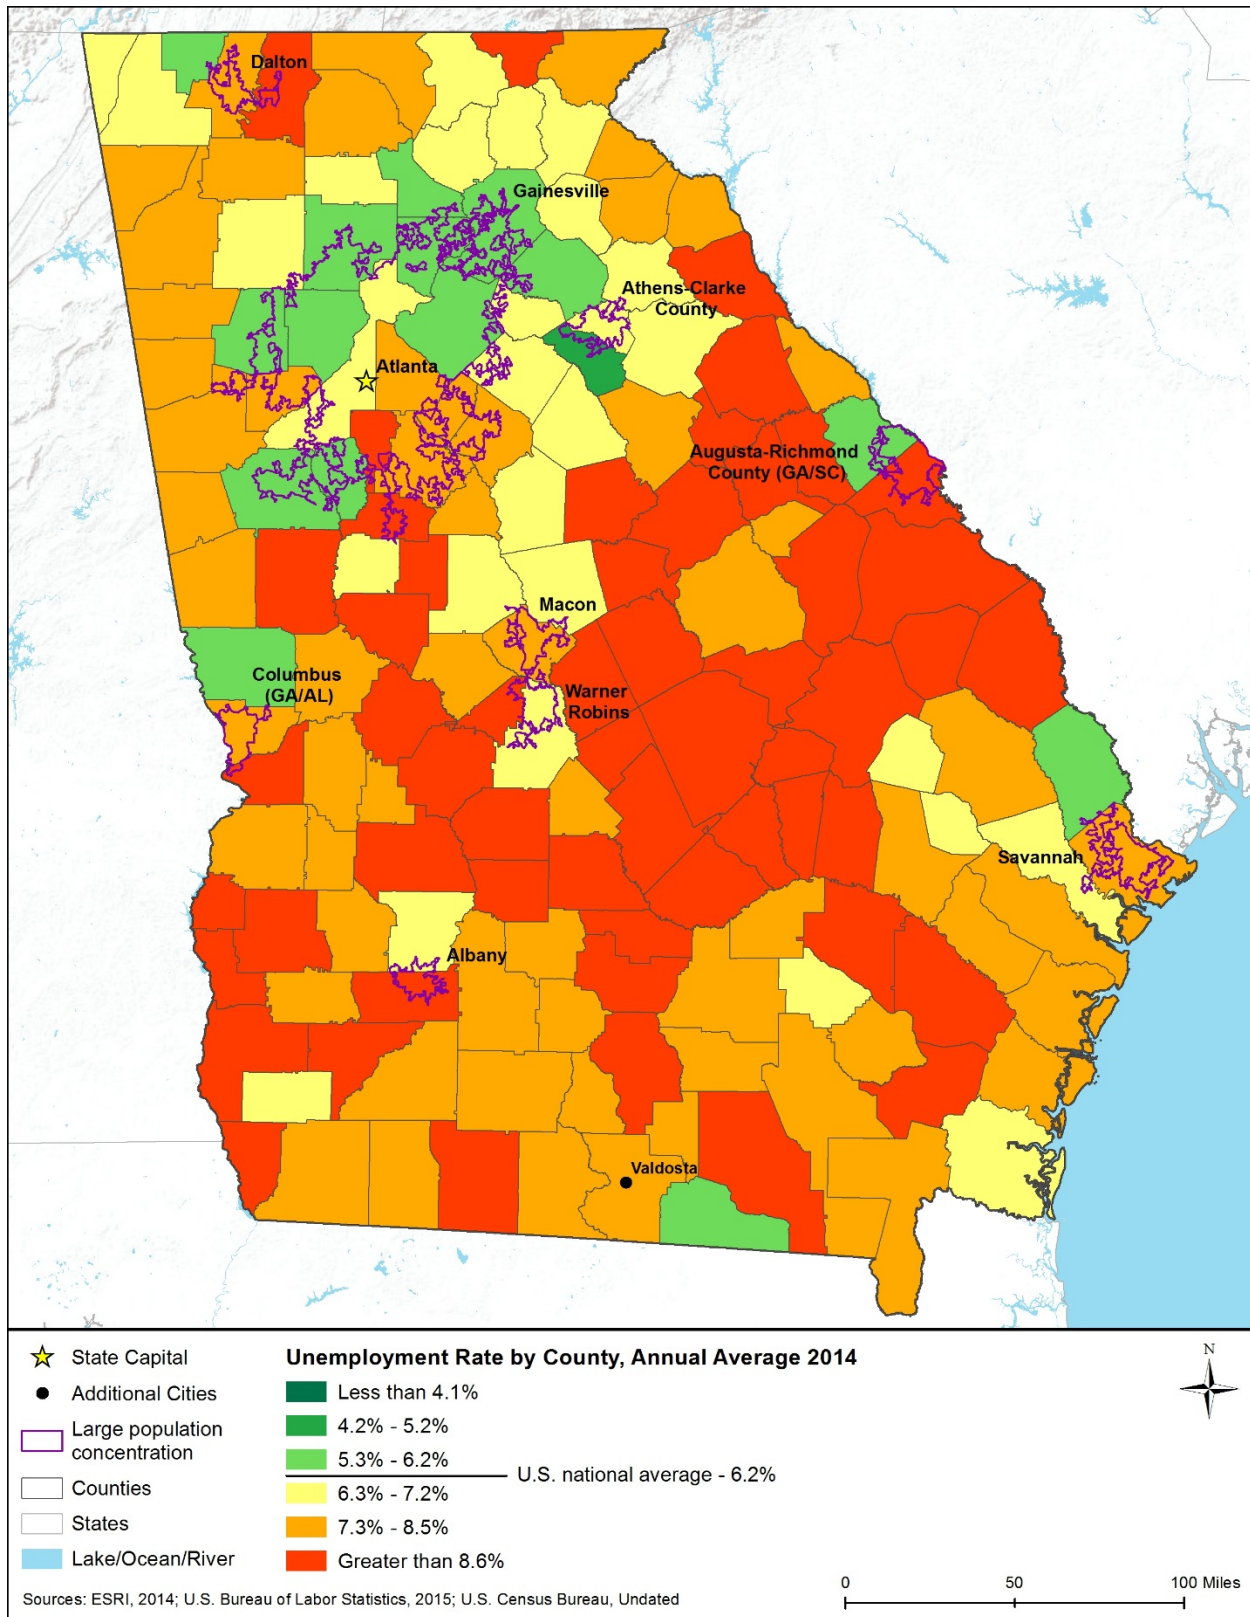 Dalton
Gainesville
Athens-Clarke
County
Atlanta
Augusta-Richmond
County (GA/SC)
Macon
Columbus
(GA/AL)
Warner
Robins
Savannah
Albany
Valdosta
State Capital
Additional Cities
Large population
concentration
Counties
States
Lake/Ocean/River
Unemployment Rate by County, Annual Average 2014
Less than 4.1%
4.2% - 5.2%
5.3% - 6.2%
U.S. national average - 6.2%
6.3% - 7.2%
7.3% - 8.5%
Greater than 8.6%
N
0 50 100 Miles
Sources: ESRI, 2014; U.S. Bureau of Labor Statistics, 2015; U.S. Census Bureau, Undated